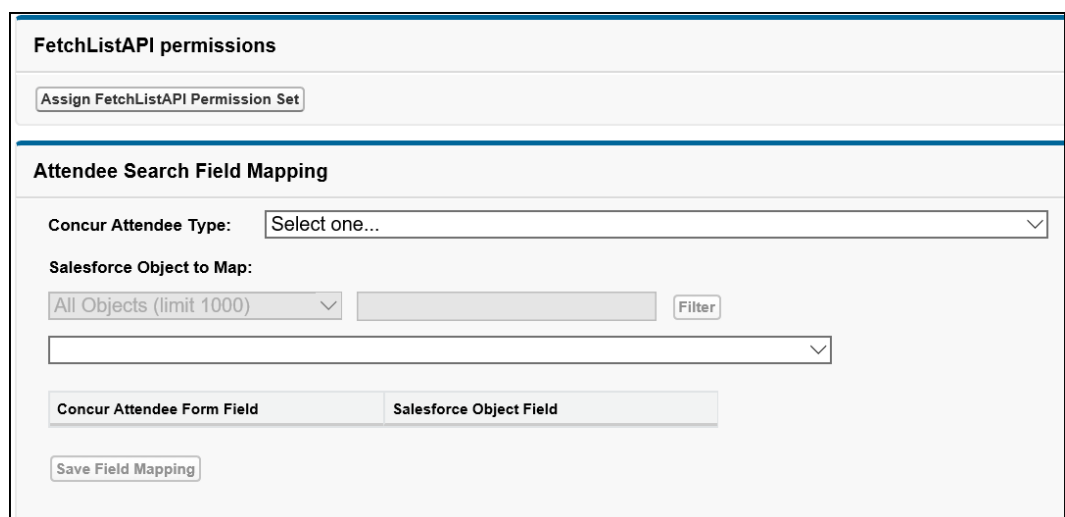 FetchListAPI permissions
Assign FetchListAPI Permission Set
Attendee Search Field Mapping
Concur Attendee Type: Select one...
Salesforce Object to Map:
All Objects (limit 1000) Filter
Concur Attendee Form Field Salesforce Object Field
Save Field Mapping